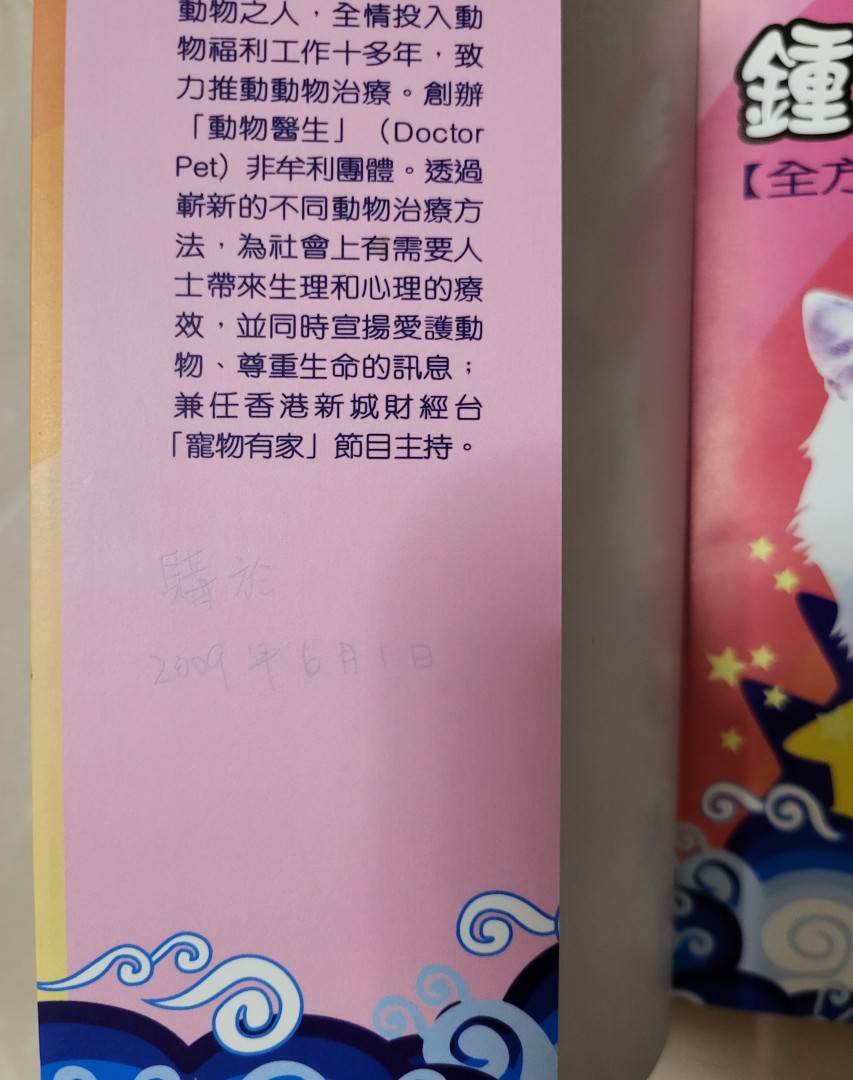 動物之人，全情投入動
物福利工作十多年，致
力推動動物治療。創辦
「動物醫生」（Doctor
Pet）非牟利團體。透過
嶄新的不同動物治療方
法，為社會上有需要人
士帶來生理和心理的療
效，並同時宣揚愛護動
物、尊重生命的訊息；
兼任香港新城財經台
「寵物有家」節目主持。
購於
2009年6月1日
鍾
【全方